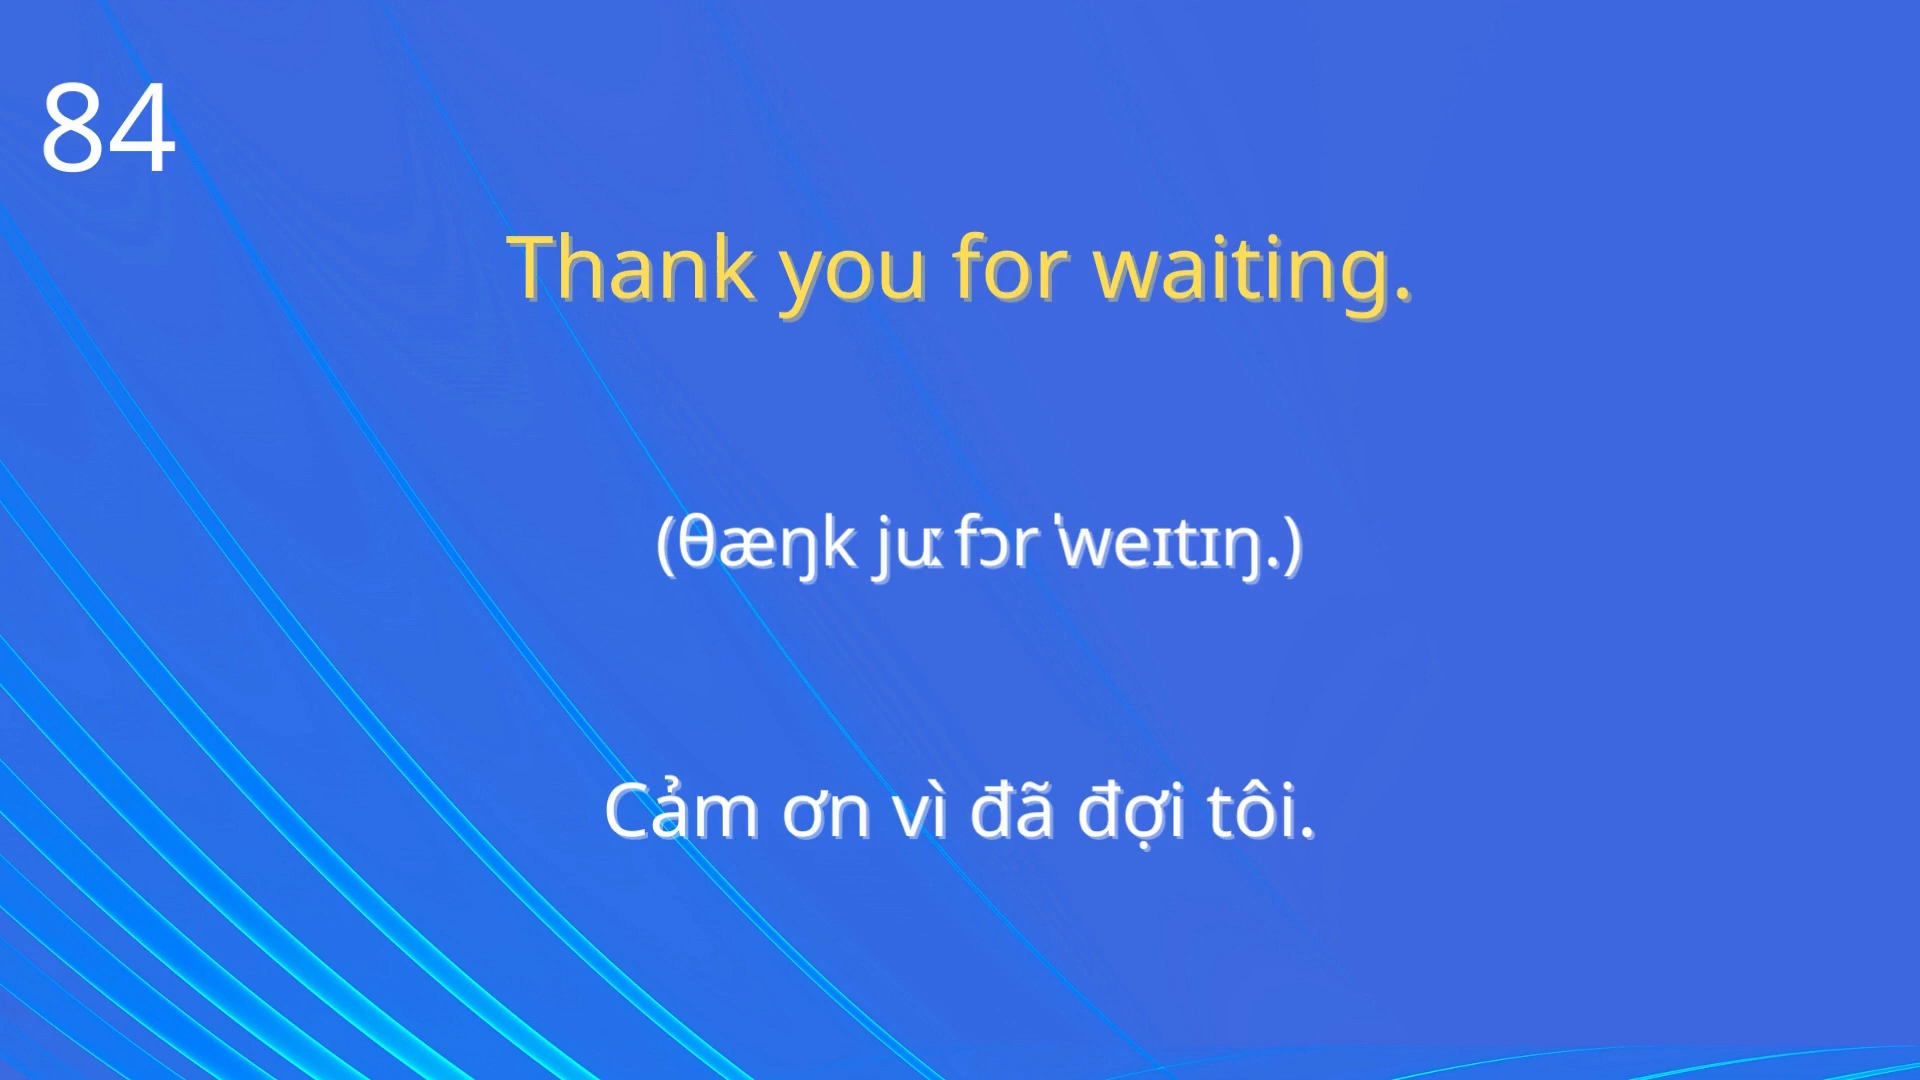 84
Thank you for waiting.
(θæŋk juː fɔr ˈweɪtɪŋ.)
Cảm ơn vì đã đợi tôi.